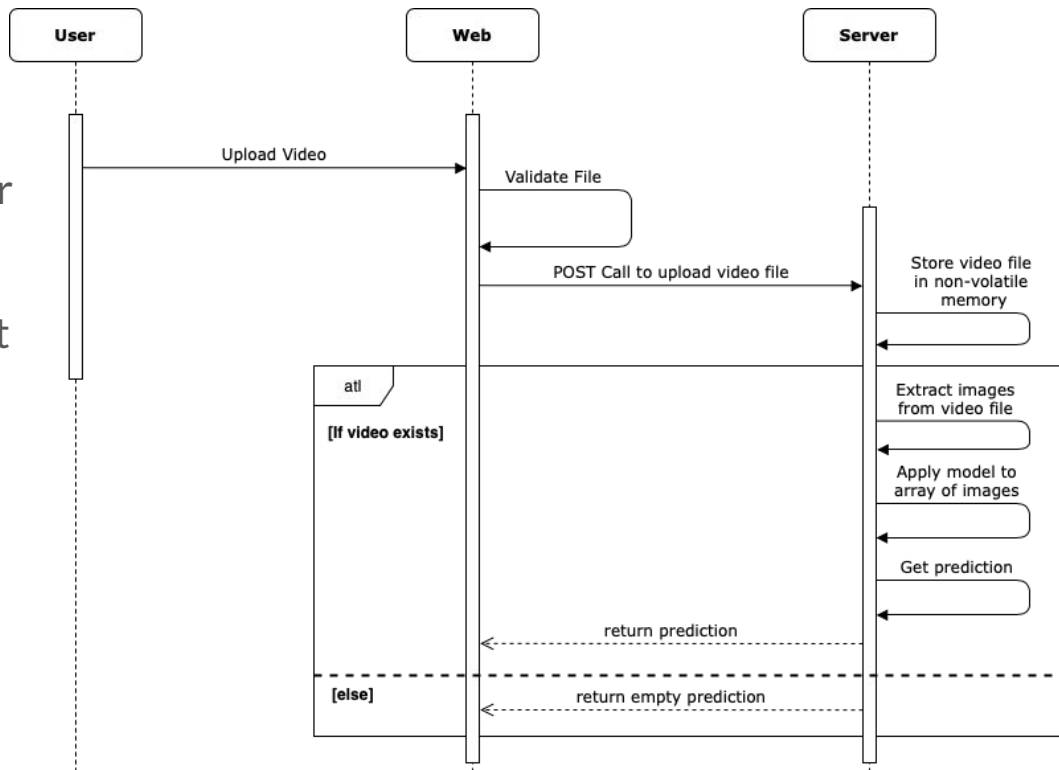 User
Web
Server
Upload Video
r
Validate File
POST Call to upload video file
Store video file
in non-volatile
memory
t
atl
[If video exists]
Extract images
from video file
Apply model to
array of images
Get prediction
return prediction
[else]
return empty prediction